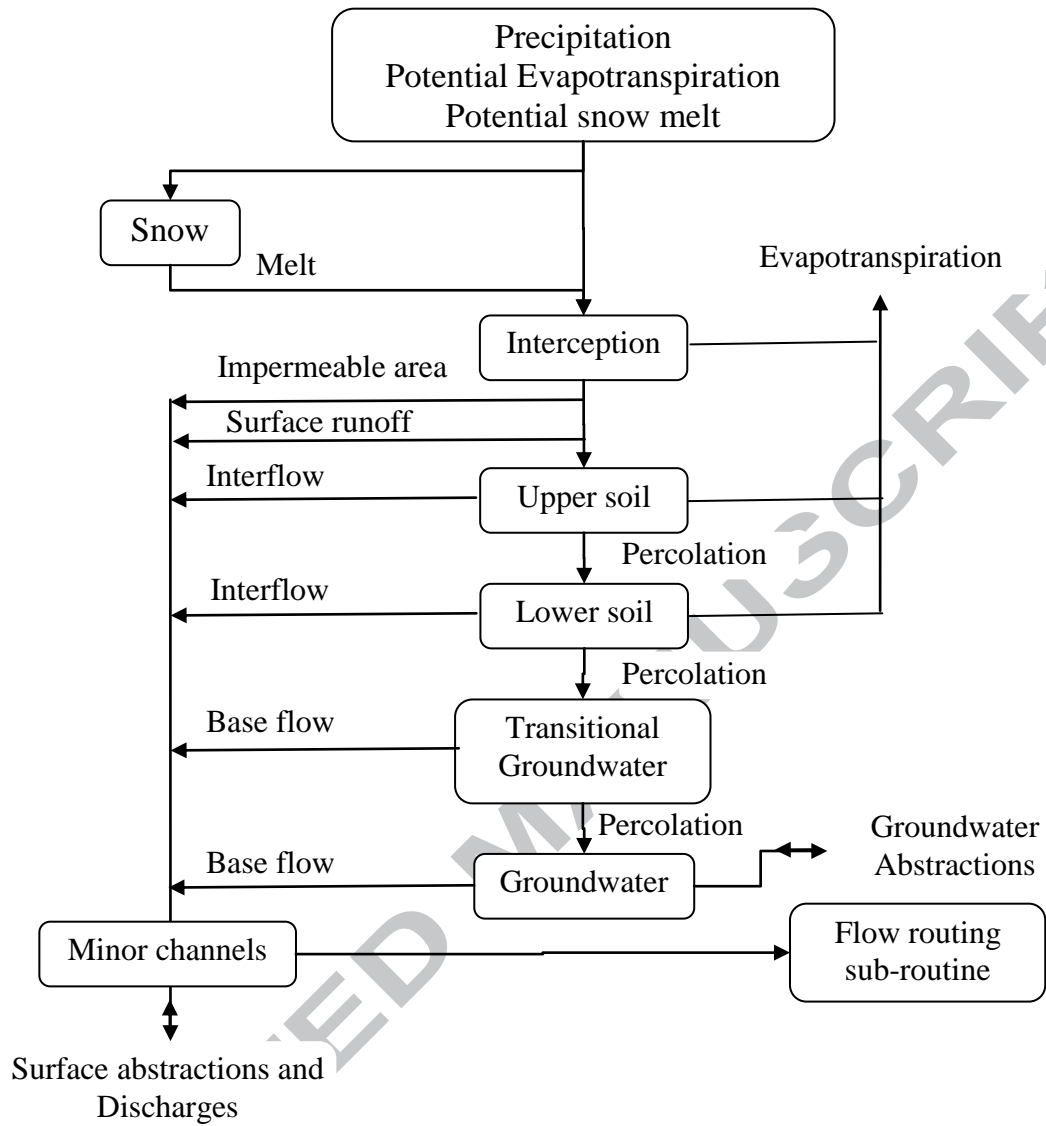 Precipitation
Potential Evapotranspiration
Potential snow melt
Snow
Melt
Evapotranspiration
Interception
Impermeable area
Surface runoff
Interflow
Upper soil
Percolation
Interflow
Lower soil
Percolation
Base flow
Transitional
Groundwater
Percolation
Groundwater
Abstractions
Base flow
Groundwater
Minor channels
Flow routing
sub-routine
Surface abstractions and
Discharges